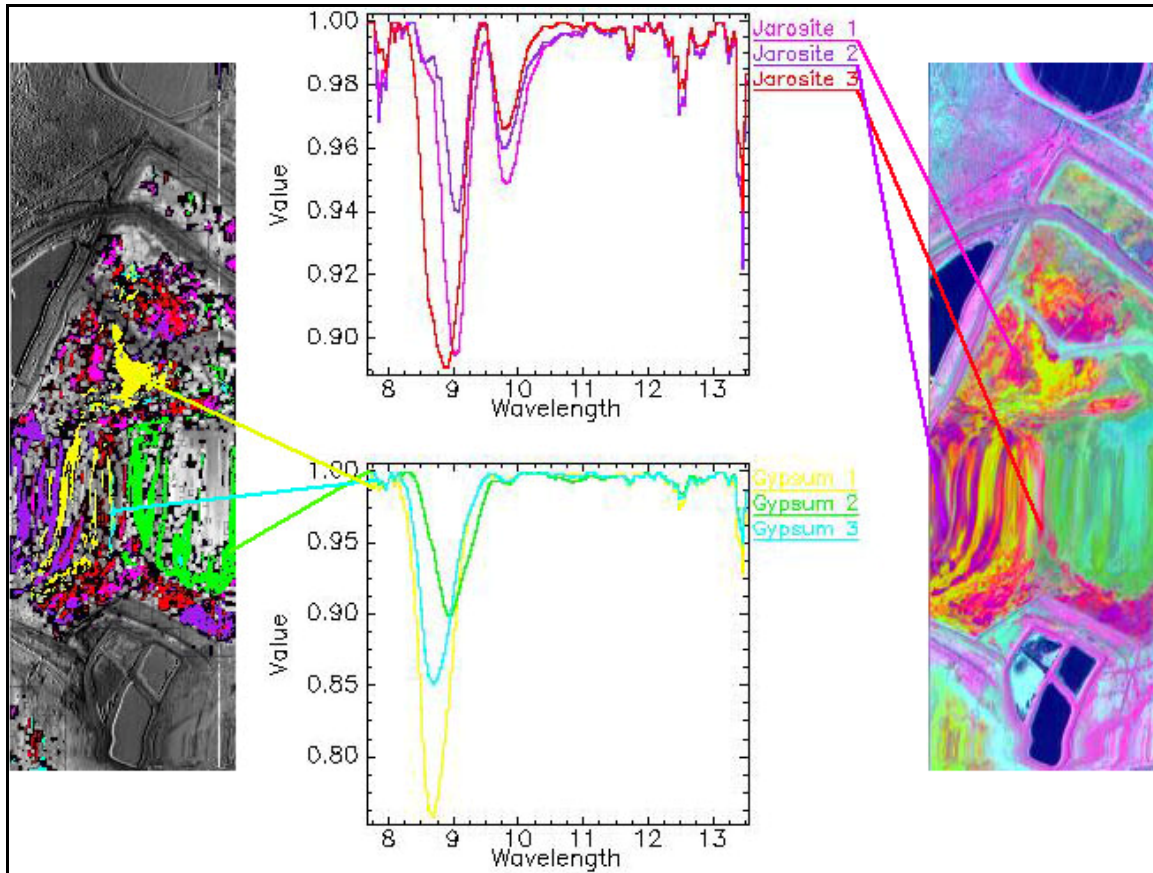 1.00
0.98
0.96
0.94
0.92
0.90
Value
8 9 10 11 12 13
Wavelength
Jarosite 1
Jarosite 2
Jarosite 3
1.00
0.95
0.90
0.85
0.80
Value
8 9 10 11 12 13
Wavelength
Gypsum 1
Gypsum 2
Gypsum 3